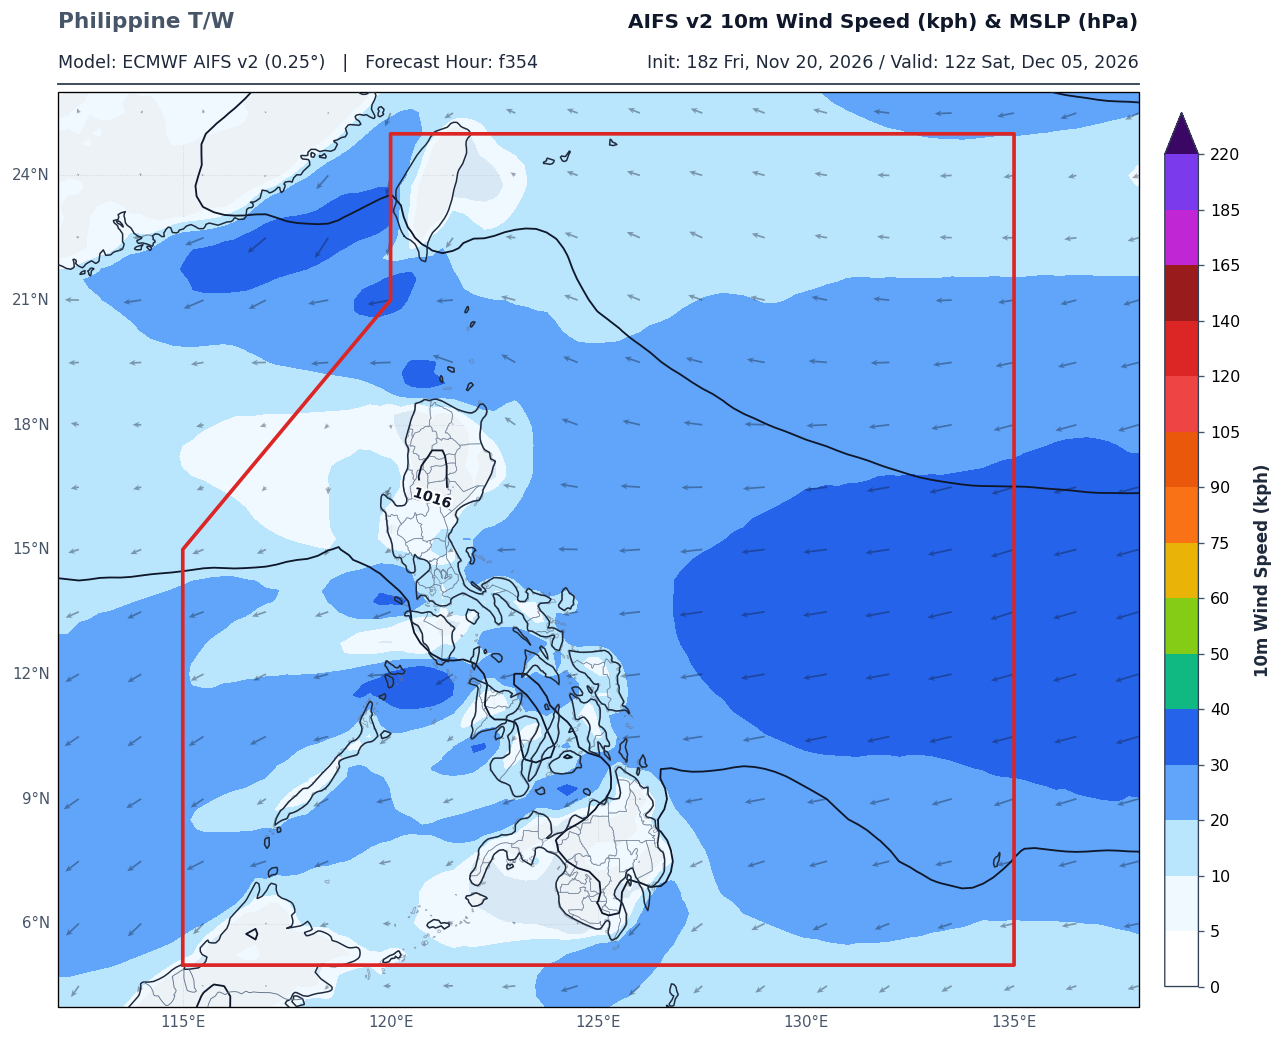 Philippine T/W
AIFS v2 10m Wind Speed (kph) & MSLP (hPa)
Model: ECMWF AIFS v2 (0.25°) | Forecast Hour: f354
Init: 18z Fri, Nov 20, 2026 / Valid: 12z Sat, Dec 05, 2026
24°N
21°N
18°N
15°N
12°N
9°N
6°N
1016
115°E
120°E
125°E
130°E
135°E
220
185
165
140
120
105
90
75
60
50
40
30
20
10
5
0
10m Wind Speed (kph)